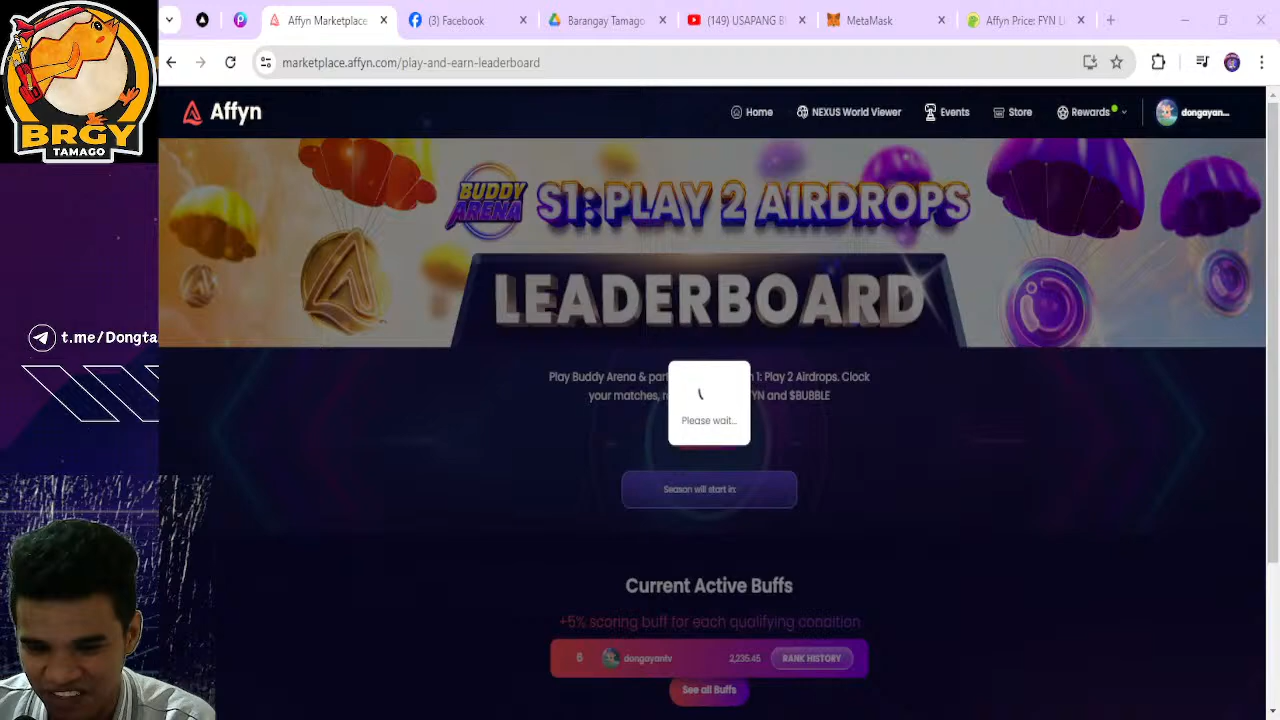 Affyn Marketplace
(3) Facebook
Barangay Tamago
(149) USAPANG B
MetaMask
Affyn Price: FYN Li
marketplace.affyn.com/play-and-earn-leaderboard
BRGY
TAMAGO
Affyn
Home
NEXUS World Viewer
Events
Store
Rewards
dongayan...
BUDDY
ARENA
S1: PLAY 2 AIRDROPS
LEADERBOARD
t.me/Dongta
Play Buddy Arena & part n 1: Play 2 Airdrops. Clock
your matches, r YN and $BUBBLE
Please wait...
Season will start in:
Current Active Buffs
+5% scoring buff for each qualifying condition
6 dongayantv 2,235.45 RANK HISTORY
See all Buffs